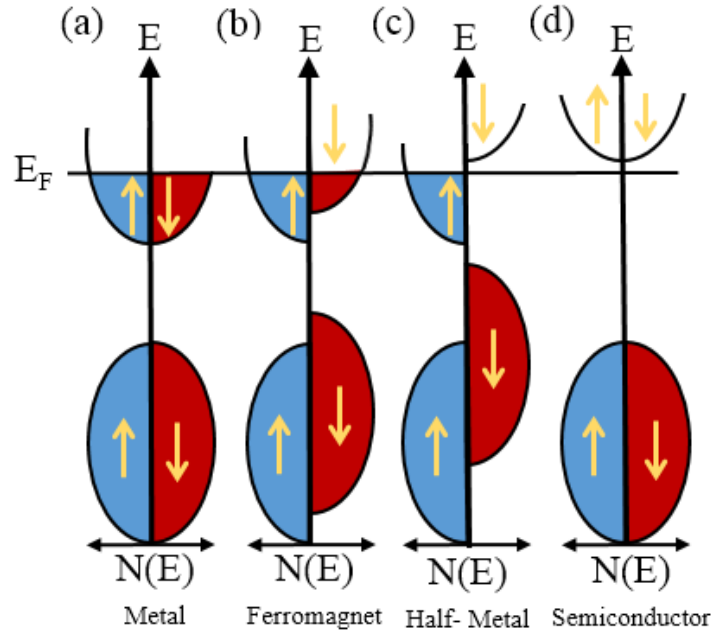 (a) (b) (c) (d)
E E E E
E_F
N(E) N(E) N(E) N(E)
Metal Ferromagnet Half- Metal Semiconductor